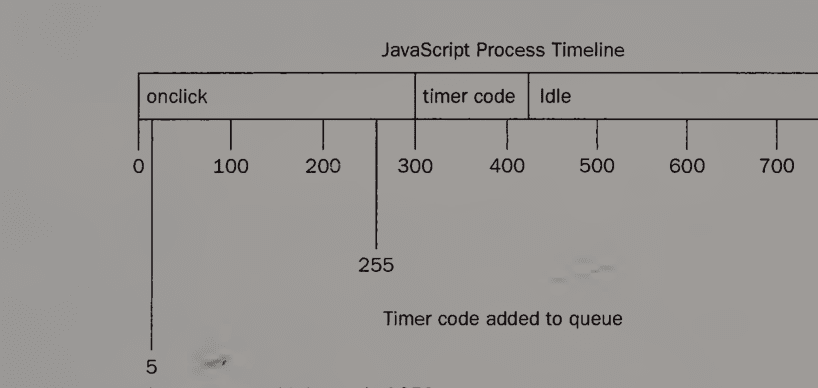 JavaScript Process Timeline
onclick timer code Idle
0 100 200 300 400 500 600 700
255
Timer code added to queue
5